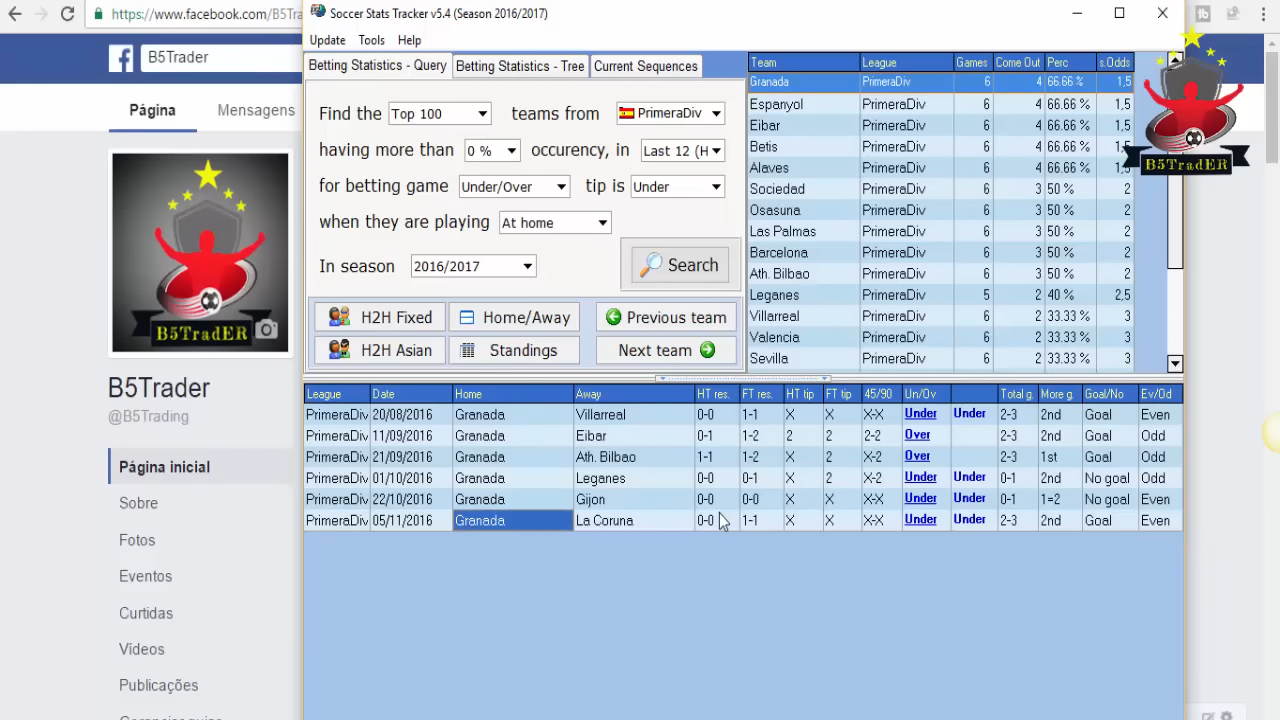 https://www.facebook.com/B5Tra
B5Trader
Página
Mensagens
B5TradER
B5Trader
@B5Trading
Página inicial
Sobre
Fotos
Eventos
Curtidas
Vídeos
Publicações
Soccer Stats Tracker v5.4 (Season 2016/2017)
Update Tools Help
Betting Statistics - Query Betting Statistics - Tree Current Sequences
Find the Top 100 teams from PrimeraDiv
having more than 0 % occurency, in Last 12 (H
for betting game Under/Over tip is Under
when they are playing At home
In season 2016/2017 Search
H2H Fixed Home/Away Previous team
H2H Asian Standings Next team
Team League Games Come Out Perc s.Odds
Granada PrimeraDiv 6 4 66.66 % 1,5
Espanyol PrimeraDiv 6 4 66.66 % 1,5
Eibar PrimeraDiv 6 4 66.66 % 1,5
Betis PrimeraDiv 6 4 66.66 % 1,5
Alaves PrimeraDiv 6 4 66.66 % 1,5
Sociedad PrimeraDiv 6 3 50 % 2
Osasuna PrimeraDiv 6 3 50 % 2
Las Palmas PrimeraDiv 6 3 50 % 2
Barcelona PrimeraDiv 6 3 50 % 2
Ath. Bilbao PrimeraDiv 6 3 50 % 2
Leganes PrimeraDiv 5 2 40 % 2,5
Villarreal PrimeraDiv 6 2 33.33 % 3
Valencia PrimeraDiv 6 2 33.33 % 3
Sevilla PrimeraDiv 6 2 33.33 % 3
B5TradER
League Date Home Away HT res. FT res. HT tip FT tip 45/90 Un/Ov Total g. More g. Goal/No Ev/Od
PrimeraDiv 20/08/2016 Granada Villarreal 0-0 1-1 X X X-X Under Under 2-3 2nd Goal Even
PrimeraDiv 11/09/2016 Granada Eibar 0-1 1-2 2 2 2-2 Over 2-3 2nd Goal Odd
PrimeraDiv 21/09/2016 Granada Ath. Bilbao 1-1 1-2 X 2 X-2 Over 2-3 1st Goal Odd
PrimeraDiv 01/10/2016 Granada Leganes 0-0 0-1 X 2 X-2 Under Under 0-1 2nd No goal Odd
PrimeraDiv 22/10/2016 Granada Gijon 0-0 0-0 X X X-X Under Under 0-1 1=2 No goal Even
PrimeraDiv 05/11/2016 Granada La Coruna 0-0 1-1 X X X-X Under Under 2-3 2nd Goal Even